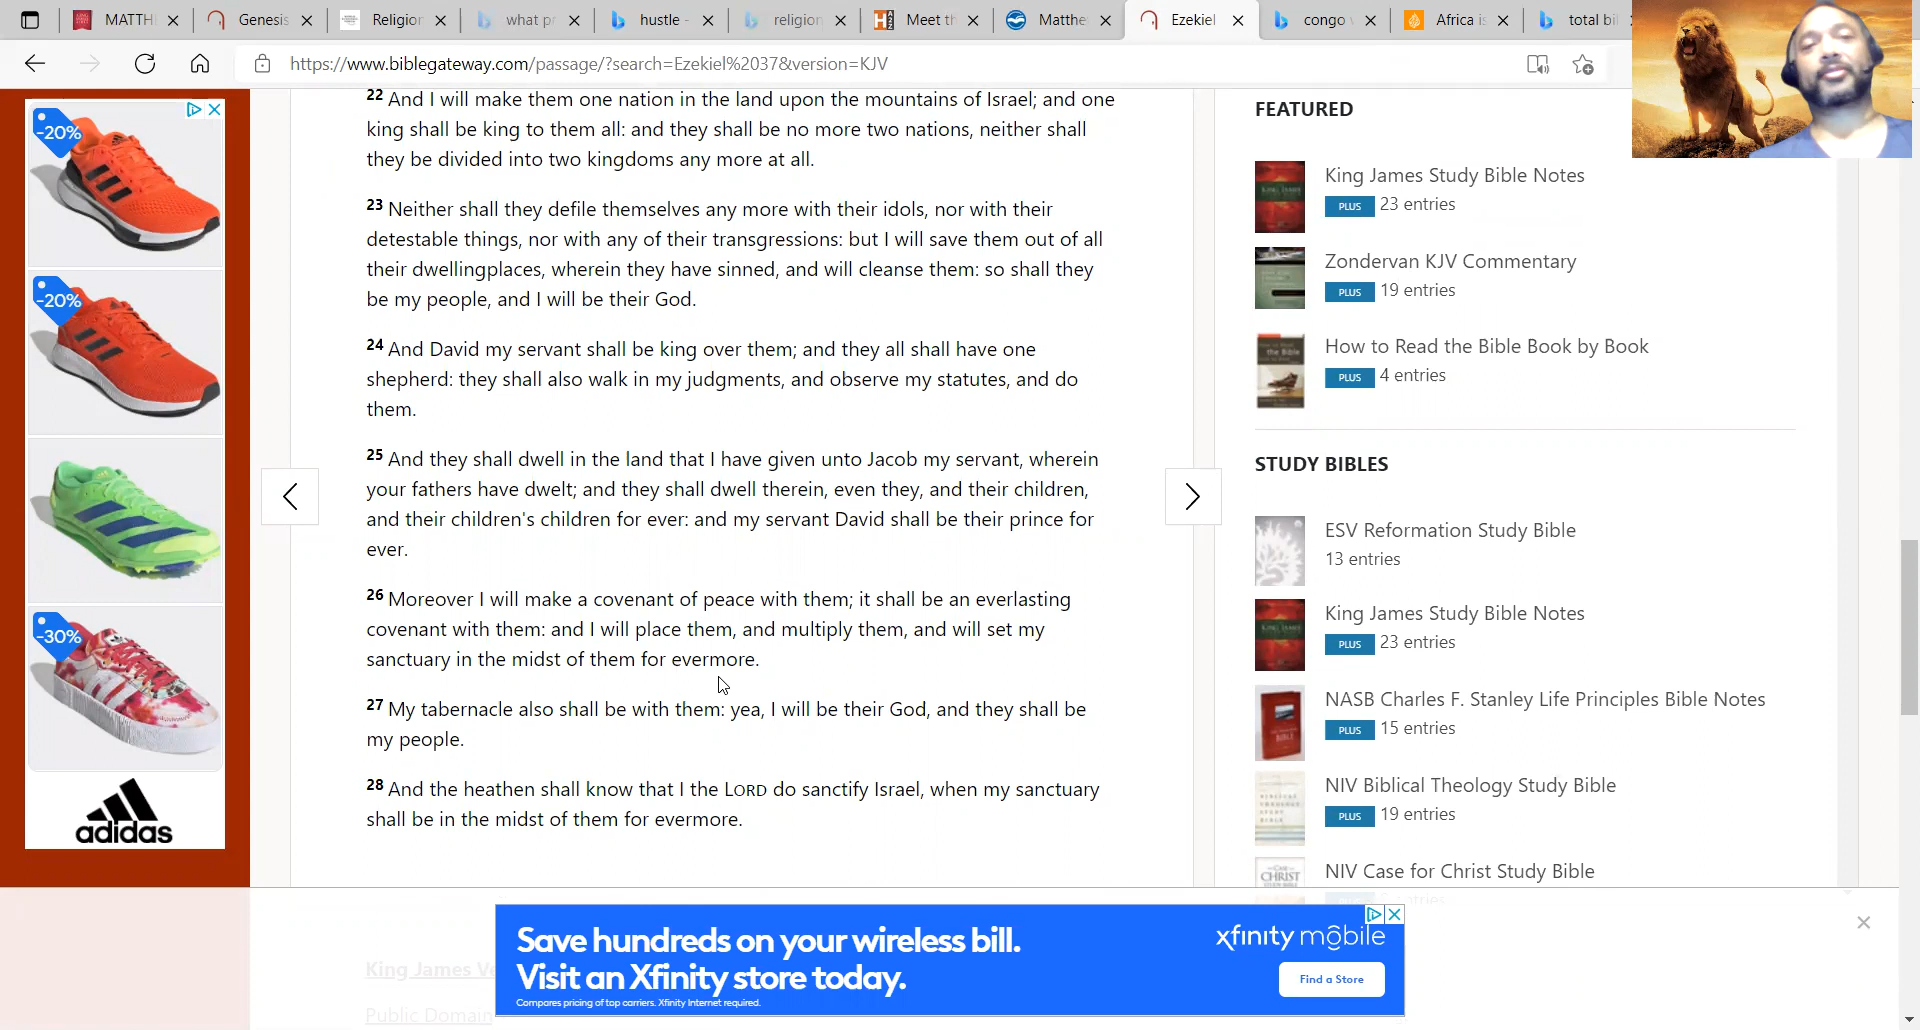 MATTH
Genesis
Religion
what pr
hustle -
religion
Meet th
Matthe
Ezekiel
congo
Africa is
total bi
https://www.biblegateway.com/passage/?search=Ezekiel%2037&version=KJV
-20%
-20%
-30%
adidas
22 And I will make them one nation in the land upon the mountains of Israel; and one
king shall be king to them all: and they shall be no more two nations, neither shall
they be divided into two kingdoms any more at all.
23 Neither shall they defile themselves any more with their idols, nor with their
detestable things, nor with any of their transgressions: but I will save them out of all
their dwellingplaces, wherein they have sinned, and will cleanse them: so shall they
be my people, and I will be their God.
24 And David my servant shall be king over them; and they all shall have one
shepherd: they shall also walk in my judgments, and observe my statutes, and do
them.
25 And they shall dwell in the land that I have given unto Jacob my servant, wherein
your fathers have dwelt; and they shall dwell therein, even they, and their children,
and their children's children for ever: and my servant David shall be their prince for
ever.
26 Moreover I will make a covenant of peace with them; it shall be an everlasting
covenant with them: and I will place them, and multiply them, and will set my
sanctuary in the midst of them for evermore.
27 My tabernacle also shall be with them: yea, I will be their God, and they shall be
my people.
28 And the heathen shall know that I the LORD do sanctify Israel, when my sanctuary
shall be in the midst of them for evermore.
King James Ve
Public Domain
FEATURED
King James Study Bible Notes
PLUS 23 entries
Zondervan KJV Commentary
PLUS 19 entries
How to Read the Bible Book by Book
PLUS 4 entries
STUDY BIBLES
ESV Reformation Study Bible
13 entries
King James Study Bible Notes
PLUS 23 entries
NASB Charles F. Stanley Life Principles Bible Notes
PLUS 15 entries
NIV Biblical Theology Study Bible
PLUS 19 entries
NIV Case for Christ Study Bible
Save hundreds on your wireless bill.
Visit an Xfinity store today.
Compares pricing of top carriers. Xfinity Internet required.
xfinity mobile
Find a Store